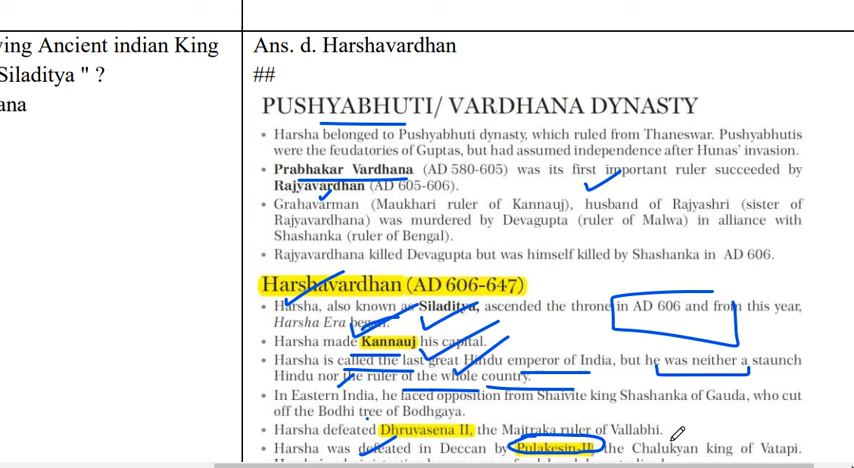 ving Ancient indian King
Siladitya " ?
ana
Ans. d. Harshavardhan
##
PUSHYABHUTI/ VARDHANA DYNASTY
• Harsha belonged to Pushyabhuti dynasty, which ruled from Thaneswar. Pushyabhutis
were the feudatories of Guptas, but had assumed independence after Hunas' invasion.
• Prabhakar Vardhana (AD 580-605) was its first important ruler succeeded by
Rajyavardhan (AD 605-606).
• Grahavarman (Maukhari ruler of Kannauj), husband of Rajyashri (sister of
Rajyavardhana) was murdered by Devagupta (ruler of Malwa) in alliance with
Shashanka (ruler of Bengal).
• Rajyavardhana killed Devagupta but was himself killed by Shashanka in AD 606.
Harshavardhan (AD 606-647)
• Harsha, also known as Siladitya, ascended the throne in AD 606 and from this year,
Harsha Era began.
• Harsha made Kannauj his capital.
• Harsha is called the last great Hindu emperor of India, but he was neither a staunch
Hindu nor the ruler of the whole country.
• In Eastern India, he faced opposition from Shaivite king Shashanka of Gauda, who cut
off the Bodhi tree of Bodhgaya.
• Harsha defeated Dhruvasena II, the Maitraka ruler of Vallabhi.
• Harsha was defeated in Deccan by Pulakesin-II, the Chalukyan king of Vatapi.